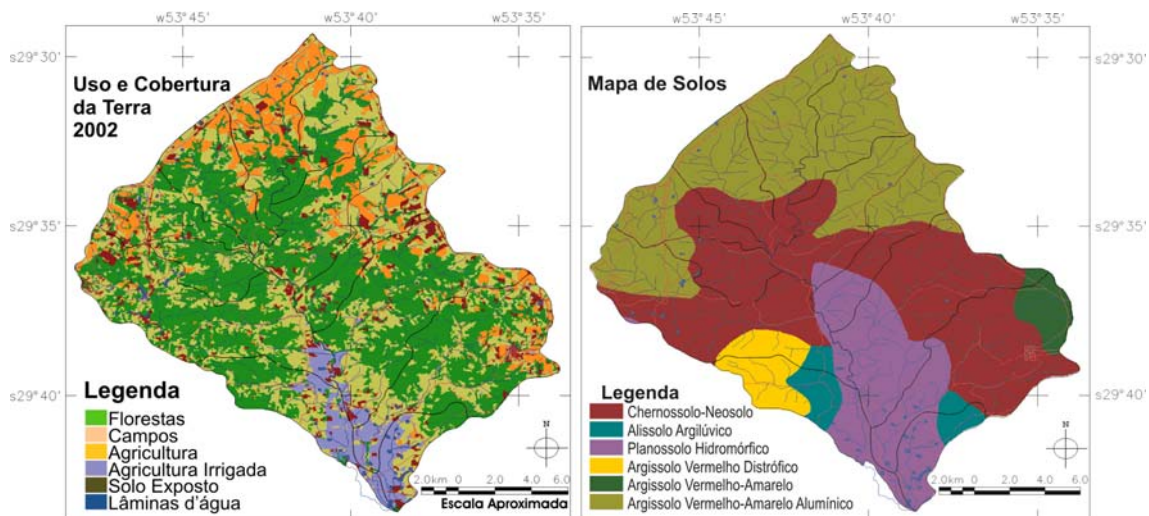 w53°45'
w53°40'
w53°35'
s29°30'
Uso e Cobertura
da Terra
2002
s29°35'
s29°40'
Legenda
Florestas
Campos
Agricultura
Agricultura Irrigada
Solo Exposto
Lâminas d'água
N
2.0km 0 2.0 4.0 6.0
Escala Aproximada
w53°45'
w53°40'
w53°35'
s29°30'
Mapa de Solos
s29°35'
s29°40'
Legenda
Chernossolo-Neosolo
Alissolo Argilúvico
Planossolo Hidromórfico
Argissolo Vermelho Distrófico
Argissolo Vermelho-Amarelo
Argissolo Vermelho-Amarelo Alumínico
N
2.0km 0 2.0 4.0 6.0